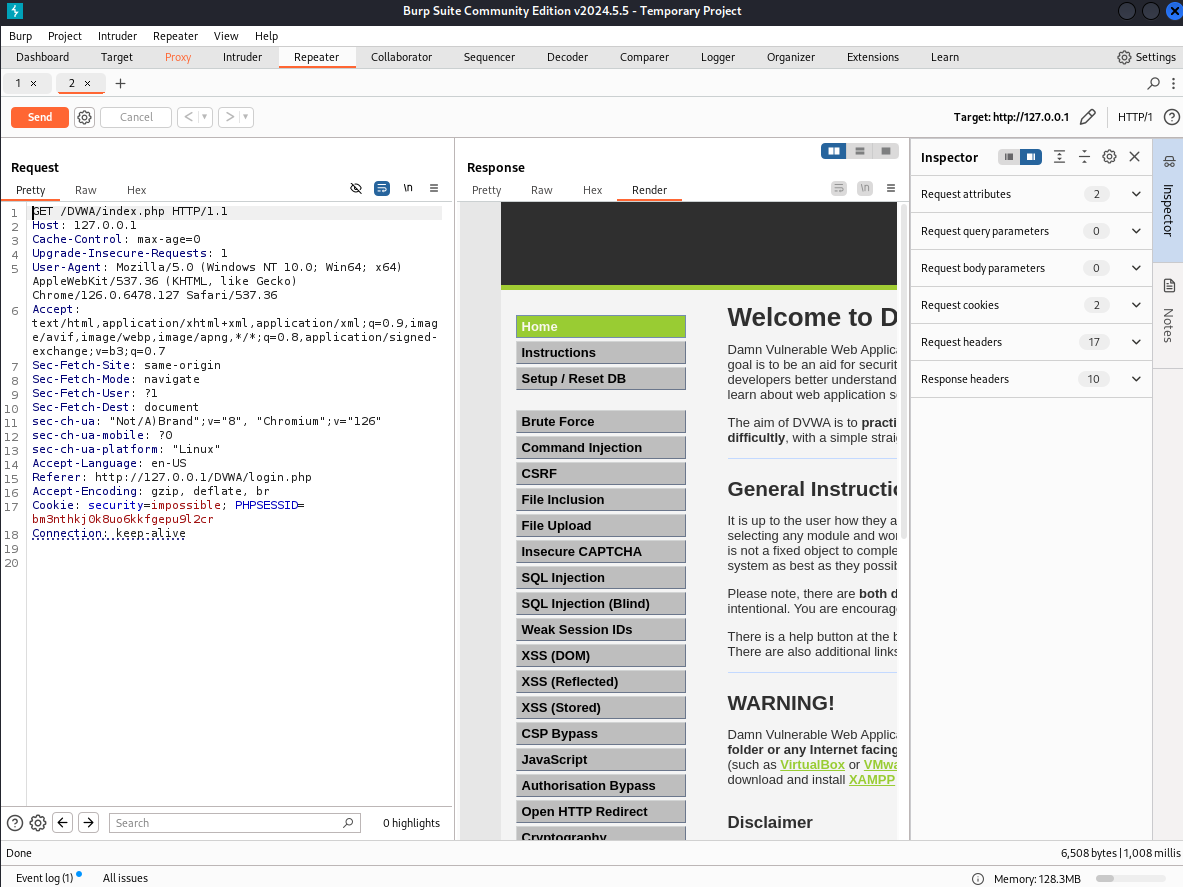 Burp Suite Community Edition v2024.5.5 - Temporary Project
Burp Project Intruder Repeater View Help
Dashboard Target Proxy Intruder Repeater Collaborator Sequencer Decoder Comparer Logger Organizer Extensions Learn Settings
1 × 2 × +
Send Cancel < > Target: http://127.0.0.1 HTTP/1
Request
Pretty Raw Hex \n
1 GET /DVWA/index.php HTTP/1.1
2 Host: 127.0.0.1
3 Cache-Control: max-age=0
4 Upgrade-Insecure-Requests: 1
5 User-Agent: Mozilla/5.0 (Windows NT 10.0; Win64; x64)
AppleWebKit/537.36 (KHTML, like Gecko)
Chrome/126.0.6478.127 Safari/537.36
6 Accept:
text/html,application/xhtml+xml,application/xml;q=0.9,imag
e/avif,image/webp,image/apng,*/*;q=0.8,application/signed-
exchange;v=b3;q=0.7
7 Sec-Fetch-Site: same-origin
8 Sec-Fetch-Mode: navigate
9 Sec-Fetch-User: ?1
10 Sec-Fetch-Dest: document
11 sec-ch-ua: "Not/A)Brand";v="8", "Chromium";v="126"
12 sec-ch-ua-mobile: ?0
13 sec-ch-ua-platform: "Linux"
14 Accept-Language: en-US
15 Referer: http://127.0.0.1/DVWA/login.php
16 Accept-Encoding: gzip, deflate, br
17 Cookie: security=impossible; PHPSESSID=
bm3nthkj0k8uo6kkfgepu9l2cr
18 Connection: keep-alive
19
20
Search 0 highlights
Response
Pretty Raw Hex Render \n
Home
Instructions
Setup / Reset DB
Brute Force
Command Injection
CSRF
File Inclusion
File Upload
Insecure CAPTCHA
SQL Injection
SQL Injection (Blind)
Weak Session IDs
XSS (DOM)
XSS (Reflected)
XSS (Stored)
CSP Bypass
JavaScript
Authorisation Bypass
Open HTTP Redirect
Cryptography
Welcome to D
Damn Vulnerable Web Applica
goal is to be an aid for securit
developers better understand
learn about web application s
The aim of DVWA is to practi
difficultly, with a simple straig
General Instructio
It is up to the user how they a
selecting any module and wor
is not a fixed object to comple
system as best as they possib
Please note, there are both d
intentional. You are encourag
There is a help button at the b
There are also additional links
WARNING!
Damn Vulnerable Web Applica
folder or any Internet facing
(such as VirtualBox or VMwa
download and install XAMPP
Disclaimer
Inspector
Request attributes 2
Request query parameters 0
Request body parameters 0
Request cookies 2
Request headers 17
Response headers 10
Inspector
Notes
Done 6,508 bytes | 1,008 millis
Event log (1) All issues Memory: 128.3MB